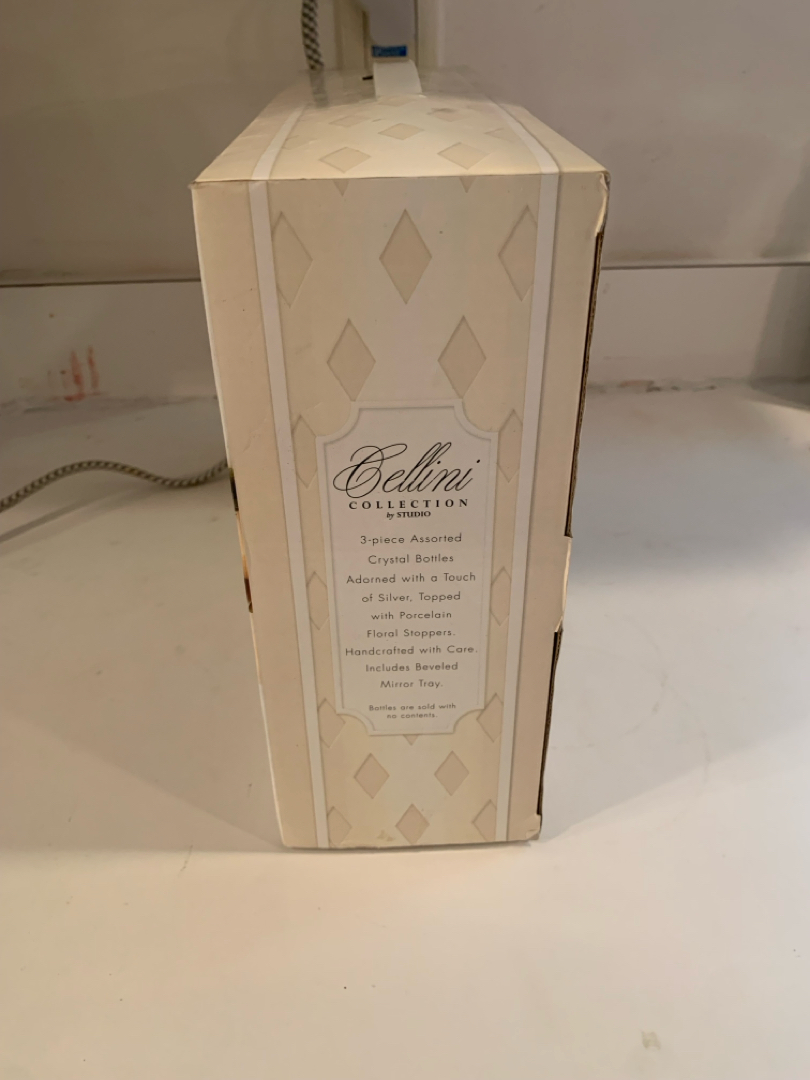 Cellini
COLLECTION
by STUDIO
3-piece Assorted
Crystal Bottles
Adorned with a Touch
of Silver, Topped
with Porcelain
Floral Stoppers.
Handcrafted with Care.
Includes Beveled
Mirror Tray.
Bottles are sold with
no contents.